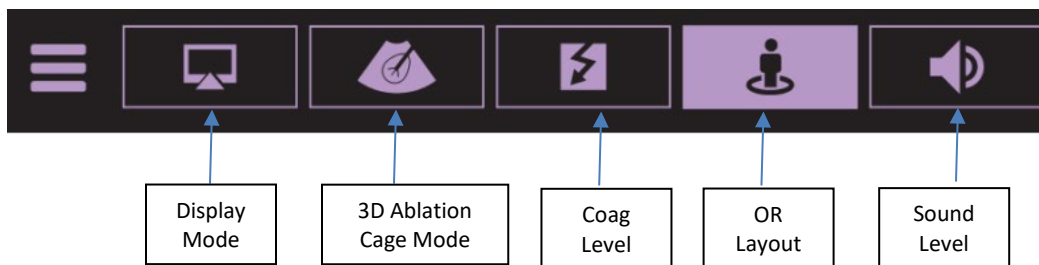 Display
Mode
3D Ablation
Cage Mode
Coag
Level
OR
Layout
Sound
Level